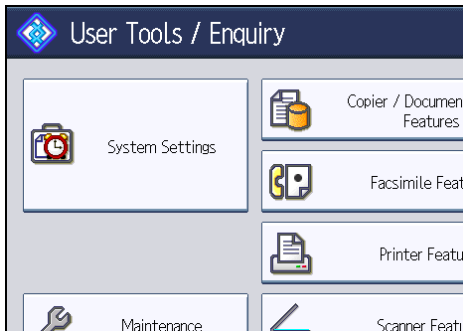 User Tools / Enquiry
System Settings
Copier / Documen
Features
Facsimile Feat
Printer Featu
Maintenance
Scanner Featu